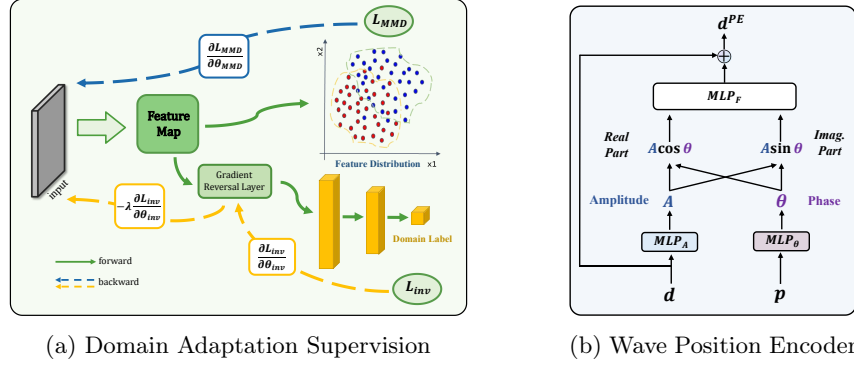 L_MMD
∂L_MMD
∂θ_MMD
x2
Feature
Map
Feature Distribution
x1
input
Gradient
Reversal Layer
−λ ∂L_inv
∂θ_inv
∂L_inv
∂θ_inv
Domain Label
forward
backward
L_inv
(a) Domain Adaptation Supervision
d^PE
MLP_F
Real
Part
Acos θ
Asin θ
Imag.
Part
Amplitude
A
θ
Phase
MLP_A
MLP_θ
d
p
(b) Wave Position Encoder